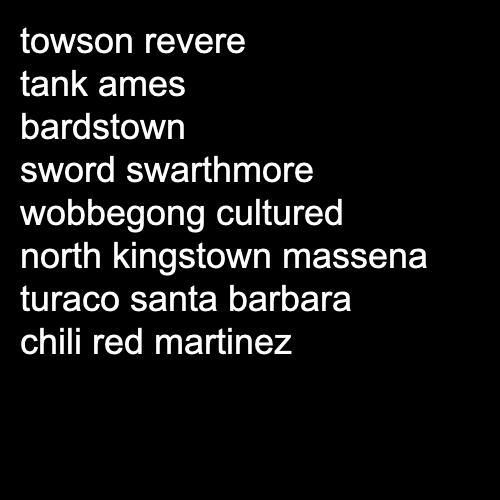 towson revere
tank ames
bardstown
sword swarthmore
wobbegong cultured
north kingstown massena
turaco santa barbara
chili red martinez